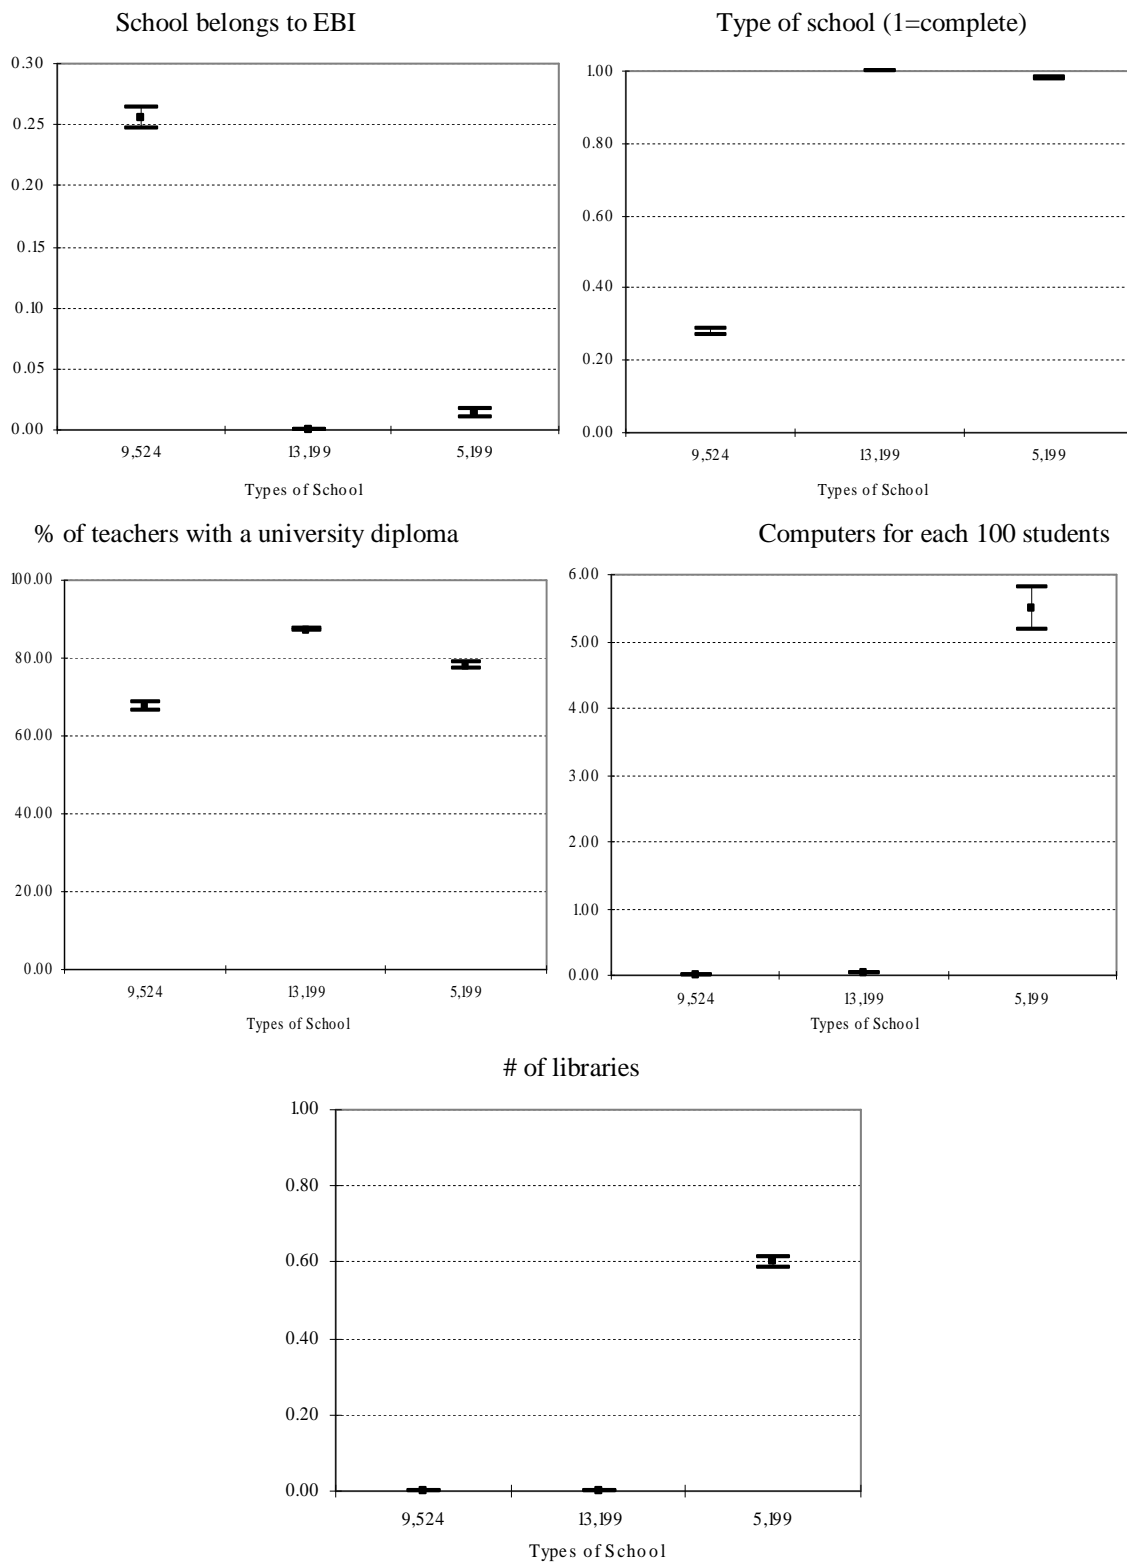 School belongs to EBI
0.30
0.25
0.20
0.15
0.10
0.05
0.00
9,524 13,199 5,199
Types of School
Type of school (1=complete)
1.00
0.80
0.60
0.40
0.20
0.00
9,524 13,199 5,199
Types of School
% of teachers with a university diploma
100.00
80.00
60.00
40.00
20.00
0.00
9,524 13,199 5,199
Types of School
Computers for each 100 students
6.00
5.00
4.00
3.00
2.00
1.00
0.00
9,524 13,199 5,199
Types of School
# of libraries
1.00
0.80
0.60
0.40
0.20
0.00
9,524 13,199 5,199
Types of School